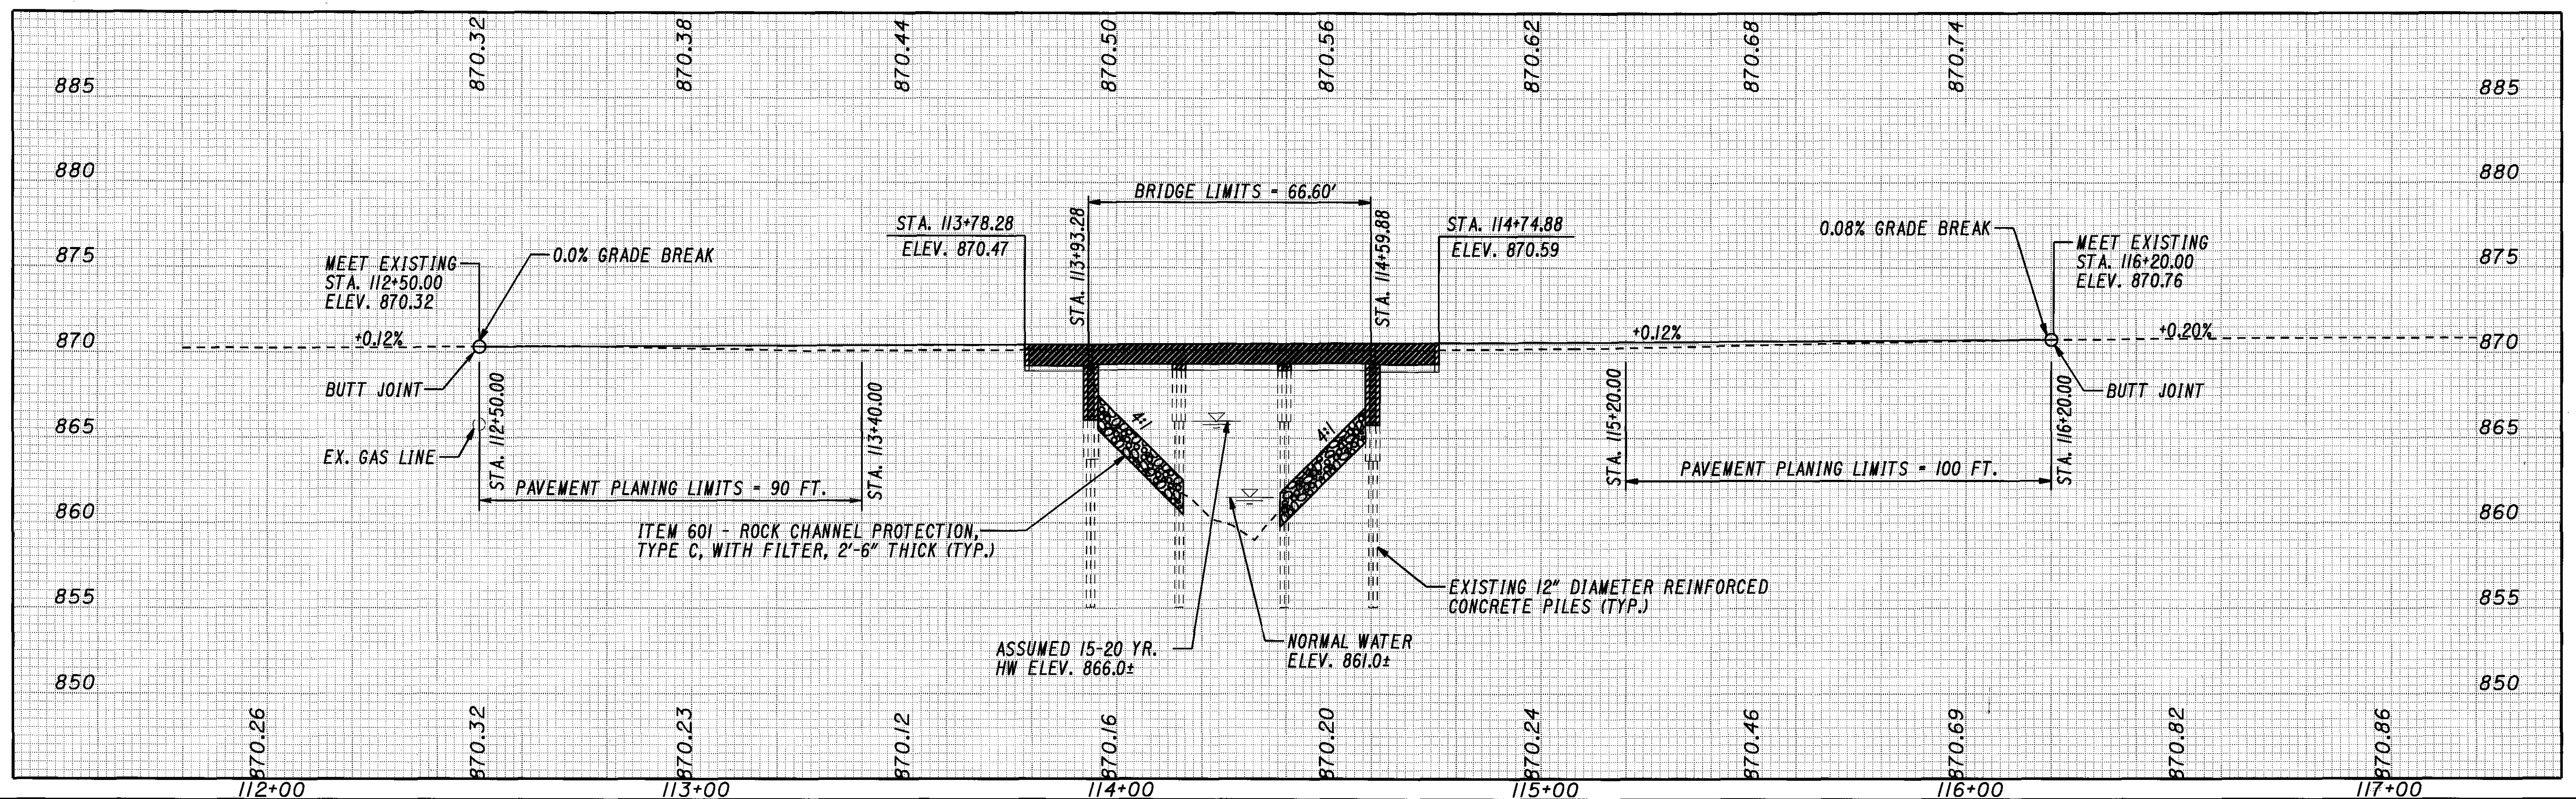 870.32 870.38 870.44 870.50 870.56 870.62 870.68 870.74
885 885
880 880
BRIDGE LIMITS = 66.60'
STA. 113+93.28
STA. 114+59.88
STA. 113+78.28
ELEV. 870.47
STA. 114+74.88
ELEV. 870.59
875 875
0.0% GRADE BREAK
MEET EXISTING
STA. 112+50.00
ELEV. 870.32
0.08% GRADE BREAK
MEET EXISTING
STA. 116+20.00
ELEV. 870.76
870 870
+0.12%
+0.12%
+0.20%
BUTT JOINT
BUTT JOINT
865 865
EX. GAS LINE
STA. 112+50.00
STA. 113+40.00
4:1
4:1
STA. 115+20.00
STA. 116+20.00
PAVEMENT PLANING LIMITS = 90 FT.
PAVEMENT PLANING LIMITS = 100 FT.
860 860
ITEM 601 - ROCK CHANNEL PROTECTION,
TYPE C, WITH FILTER, 2'-6" THICK (TYP.)
855 855
EXISTING 12" DIAMETER REINFORCED
CONCRETE PILES (TYP.)
ASSUMED 15-20 YR.
HW ELEV. 866.0±
NORMAL WATER
ELEV. 861.0±
850 850
870.26 870.32 870.23 870.12 870.16 870.20 870.24 870.46 870.69 870.82 870.86
112+00 113+00 114+00 115+00 116+00 117+00